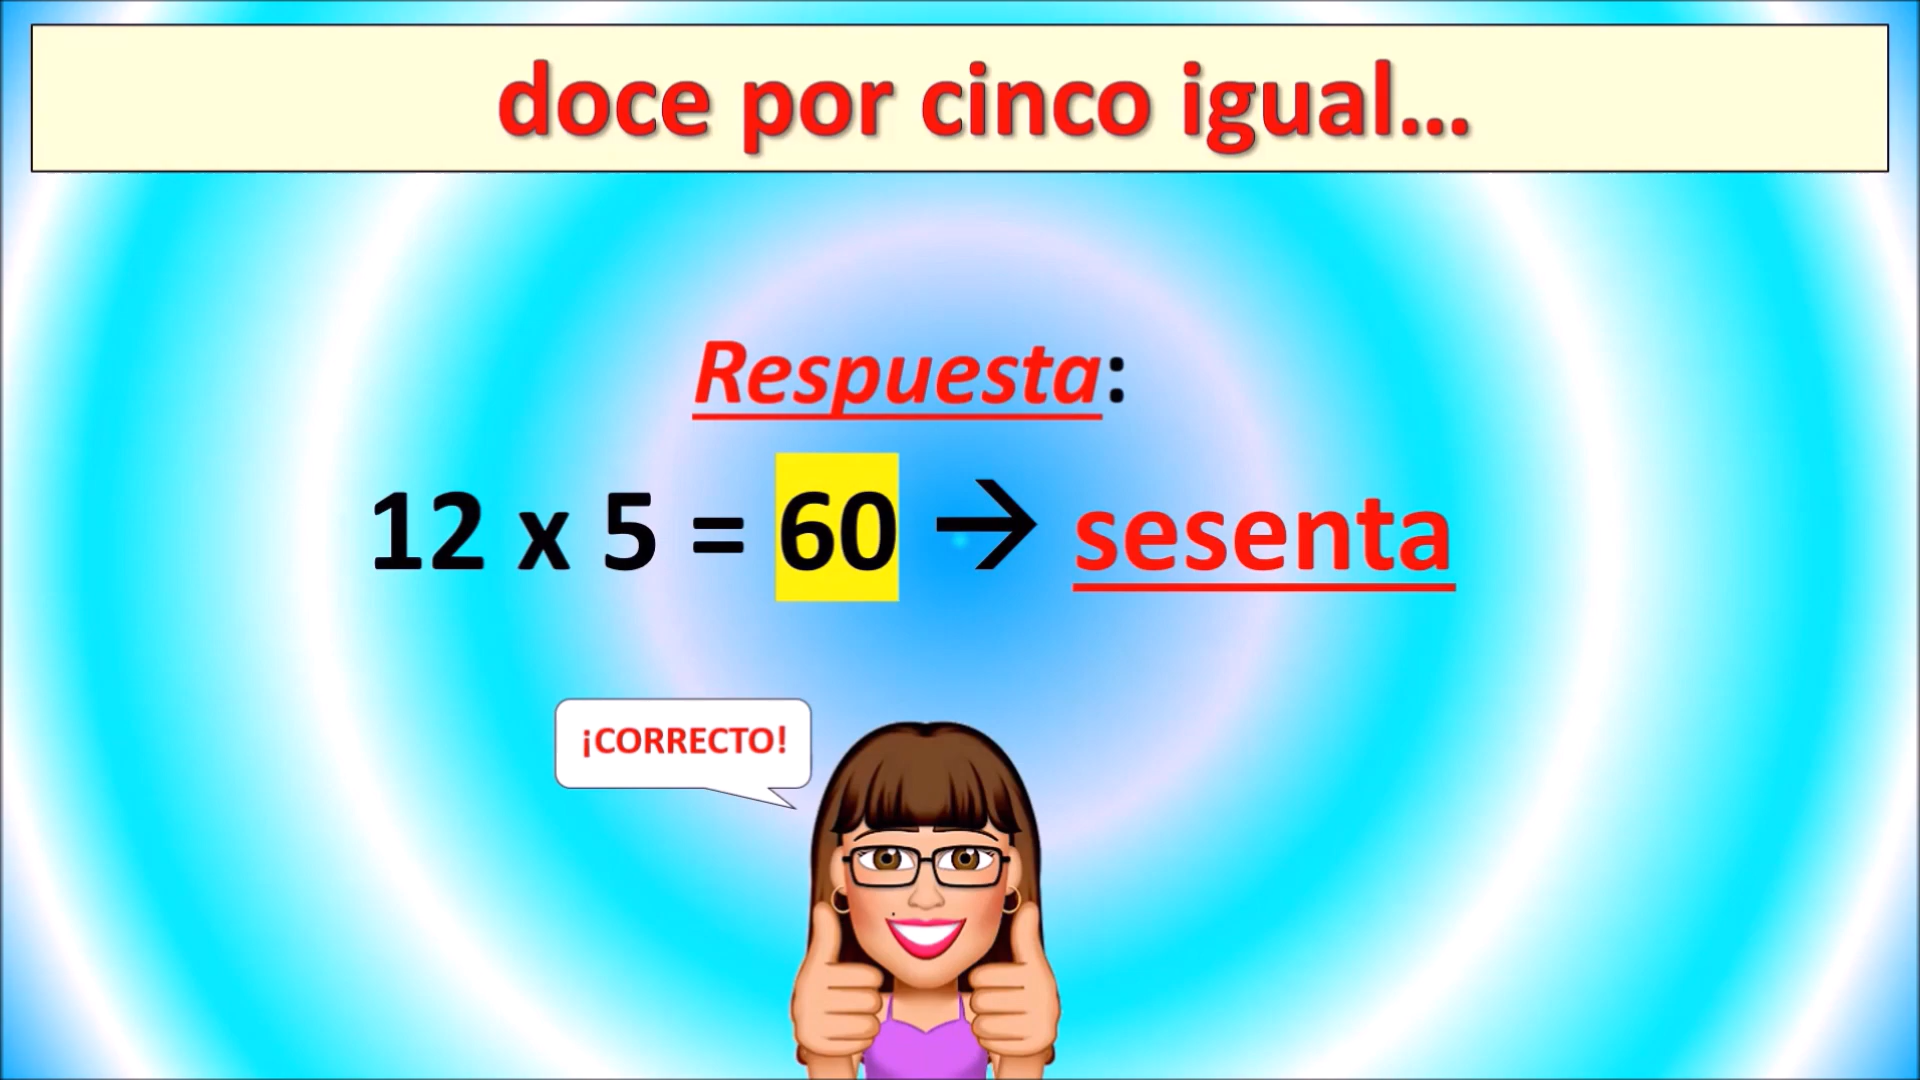 doce por cinco igual...
Respuesta:
12 x 5 = 60 → sesenta
¡CORRECTO!